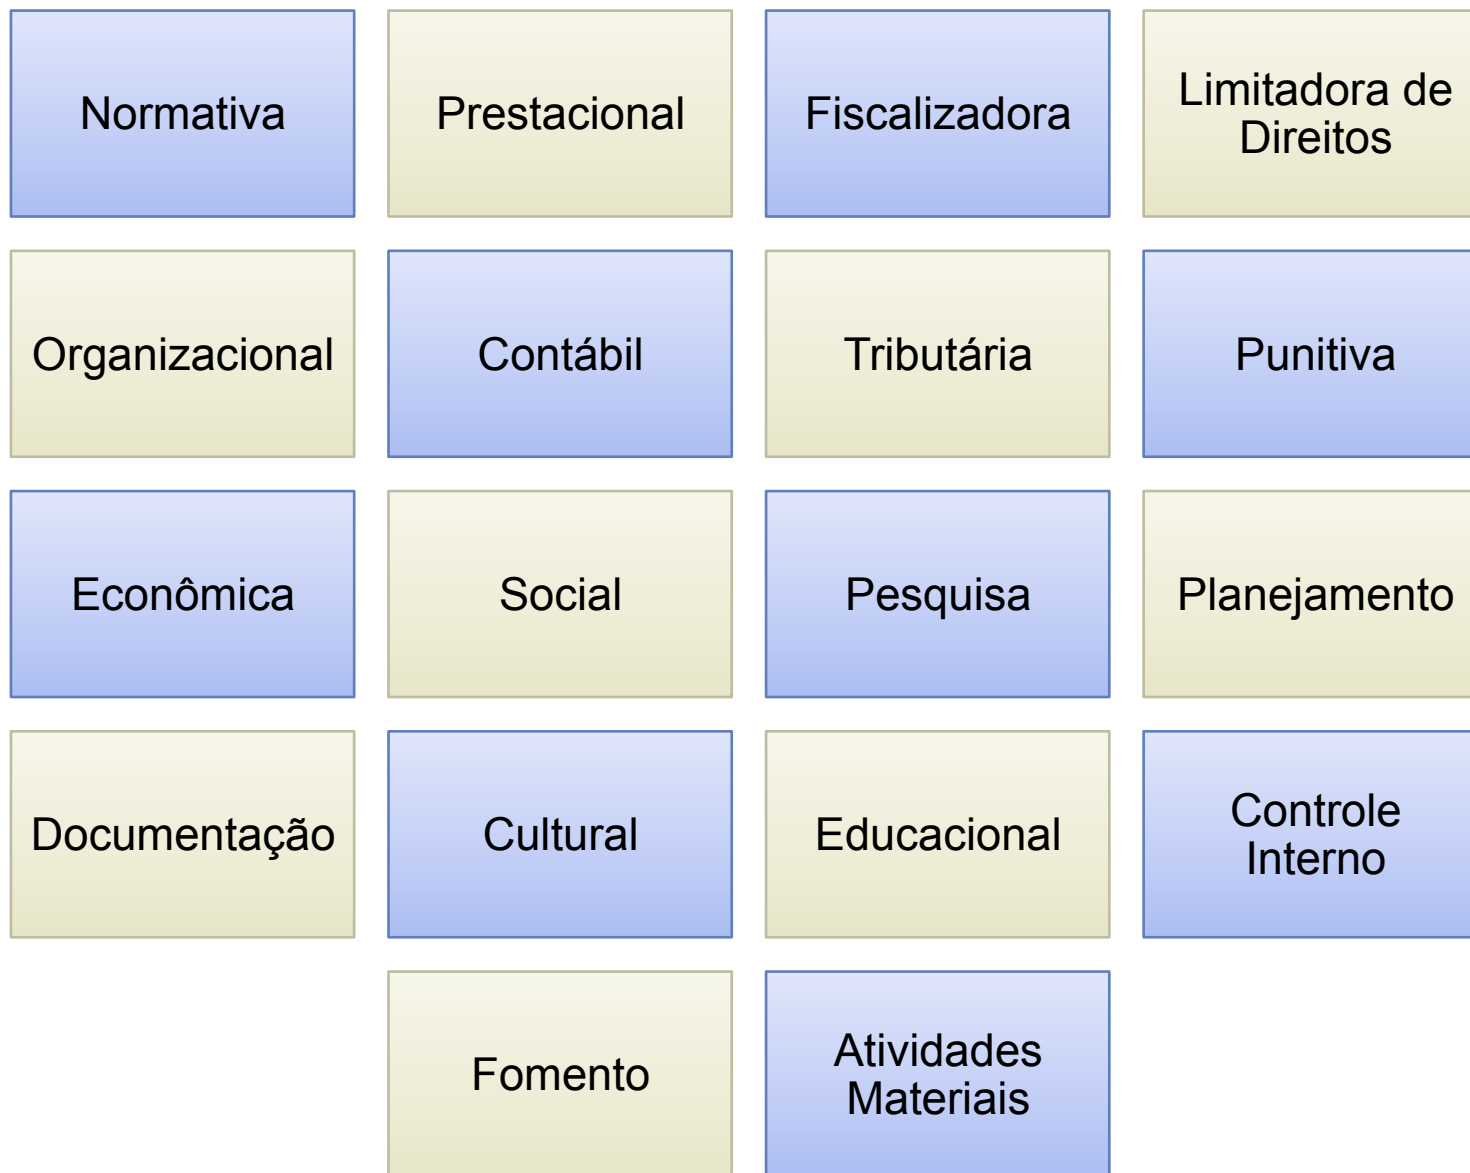 Normativa
Prestacional
Fiscalizadora
Limitadora de
Direitos
Organizacional
Contábil
Tributária
Punitiva
Econômica
Social
Pesquisa
Planejamento
Documentação
Cultural
Educacional
Controle
Interno
Fomento
Atividades
Materiais